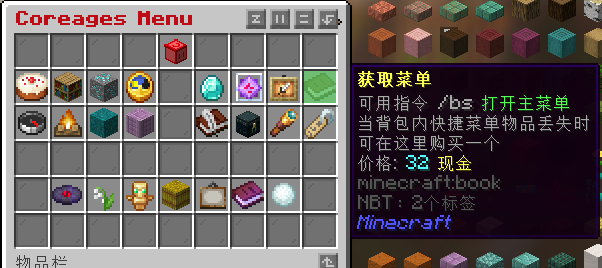 Coreages Menu
获取菜单
可用指令 /bs 打开主菜单
当背包内快捷菜单物品丢失时
可在这里购买一个
价格: 32 现金
minecraft:book
NBT: 2个标签
Minecraft
物品栏